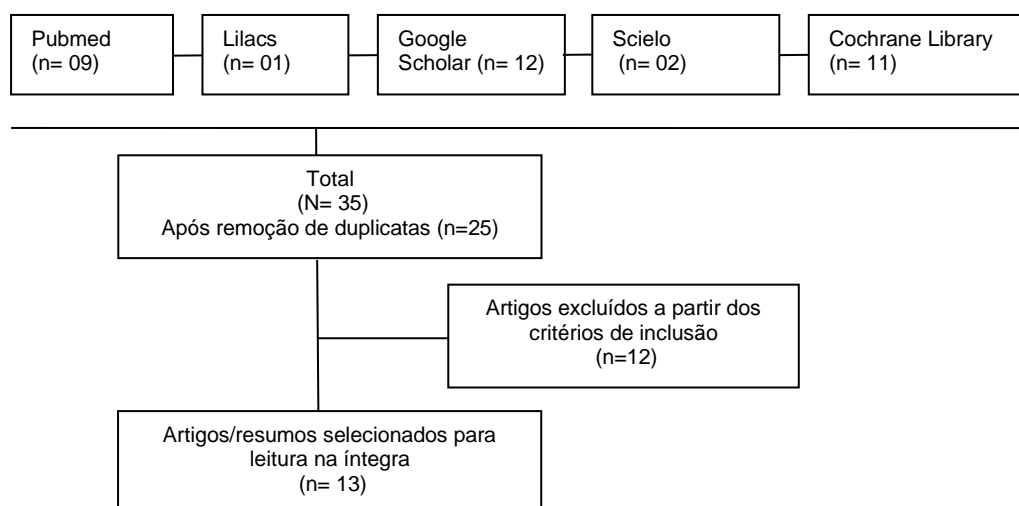 Pubmed
(n= 09)
Lilacs
(n= 01)
Google
Scholar (n= 12)
Scielo
(n= 02)
Cochrane Library
(n= 11)
Total
(N= 35)
Após remoção de duplicatas (n=25)
Artigos excluídos a partir dos
critérios de inclusão
(n=12)
Artigos/resumos selecionados para
leitura na íntegra
(n= 13)